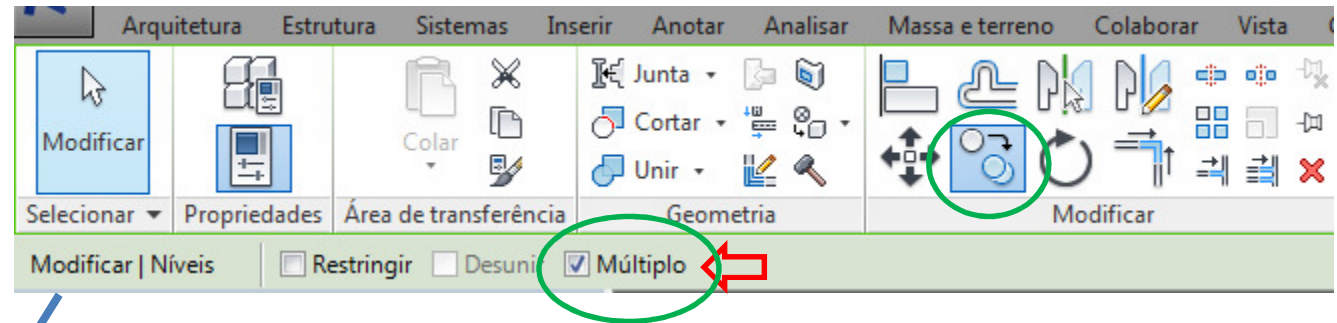 Arquitetura Estrutura Sistemas Inserir Anotar Analisar Massa e terreno Colaborar Vista
Modificar
Colar
Junta
Cortar
Unir
Selecionar Propriedades Área de transferência Geometria Modificar
Modificar | Níveis Restringir Desunir Múltiplo